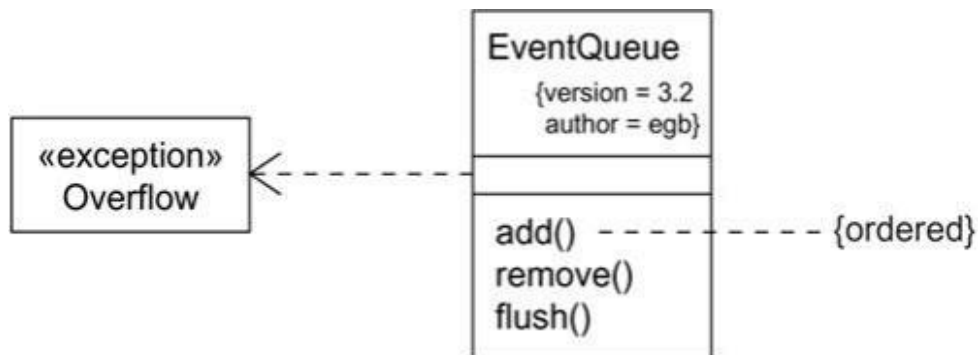 EventQueue
{version = 3.2
author = egb}
«exception»
Overflow
add()
{ordered}
remove()
flush()